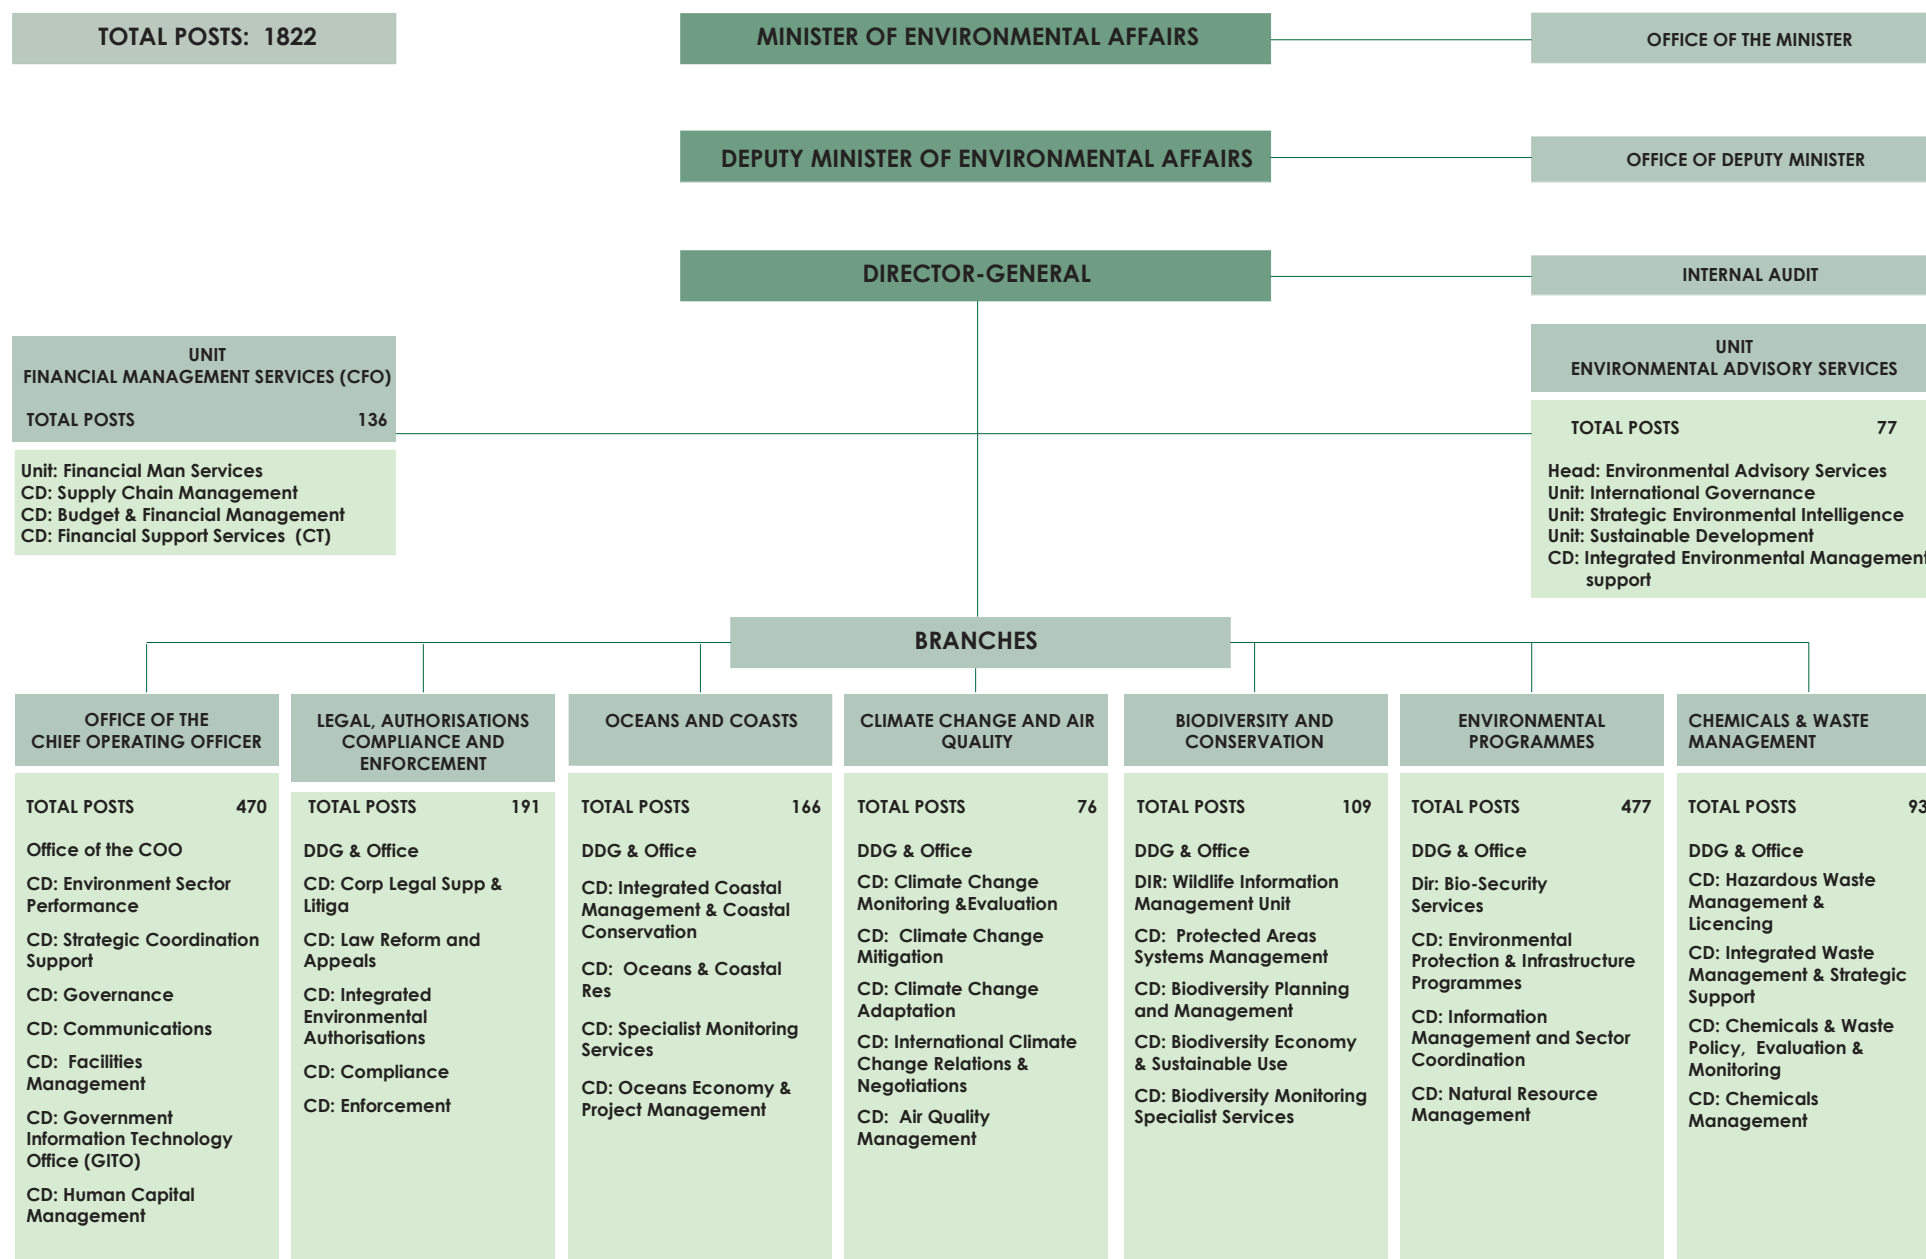 TOTAL POSTS: 1822
MINISTER OF ENVIRONMENTAL AFFAIRS
OFFICE OF THE MINISTER
DEPUTY MINISTER OF ENVIRONMENTAL AFFAIRS
OFFICE OF DEPUTY MINISTER
DIRECTOR-GENERAL
INTERNAL AUDIT
UNIT
FINANCIAL MANAGEMENT SERVICES (CFO)
TOTAL POSTS 136
Unit: Financial Man Services
CD: Supply Chain Management
CD: Budget & Financial Management
CD: Financial Support Services (CT)
UNIT
ENVIRONMENTAL ADVISORY SERVICES
TOTAL POSTS 77
Head: Environmental Advisory Services
Unit: International Governance
Unit: Strategic Environmental Intelligence
Unit: Sustainable Development
CD: Integrated Environmental Management
support
BRANCHES
OFFICE OF THE
CHIEF OPERATING OFFICER
TOTAL POSTS 470
Office of the COO
CD: Environment Sector
Performance
CD: Strategic Coordination
Support
CD: Governance
CD: Communications
CD: Facilities
Management
CD: Government
Information Technology
Office (GITO)
CD: Human Capital
Management
LEGAL, AUTHORISATIONS
COMPLIANCE AND
ENFORCEMENT
TOTAL POSTS 191
DDG & Office
CD: Corp Legal Supp &
Litiga
CD: Law Reform and
Appeals
CD: Integrated
Environmental
Authorisations
CD: Compliance
CD: Enforcement
OCEANS AND COASTS
TOTAL POSTS 166
DDG & Office
CD: Integrated Coastal
Management & Coastal
Conservation
CD: Oceans & Coastal
Res
CD: Specialist Monitoring
Services
CD: Oceans Economy &
Project Management
CLIMATE CHANGE AND AIR
QUALITY
TOTAL POSTS 76
DDG & Office
CD: Climate Change
Monitoring &Evaluation
CD: Climate Change
Mitigation
CD: Climate Change
Adaptation
CD: International Climate
Change Relations &
Negotiations
CD: Air Quality
Management
BIODIVERSITY AND
CONSERVATION
TOTAL POSTS 109
DDG & Office
DIR: Wildlife Information
Management Unit
CD: Protected Areas
Systems Management
CD: Biodiversity Planning
and Management
CD: Biodiversity Economy
& Sustainable Use
CD: Biodiversity Monitoring
Specialist Services
ENVIRONMENTAL
PROGRAMMES
TOTAL POSTS 477
DDG & Office
Dir: Bio-Security
Services
CD: Environmental
Protection & Infrastructure
Programmes
CD: Information
Management and Sector
Coordination
CD: Natural Resource
Management
CHEMICALS & WASTE
MANAGEMENT
TOTAL POSTS 93
DDG & Office
CD: Hazardous Waste
Management &
Licencing
CD: Integrated Waste
Management & Strategic
Support
CD: Chemicals & Waste
Policy, Evaluation &
Monitoring
CD: Chemicals
Management